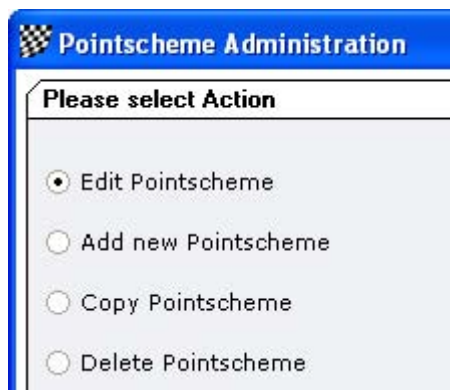 Pointscheme Administration
Please select Action
Edit Pointscheme
Add new Pointscheme
Copy Pointscheme
Delete Pointscheme